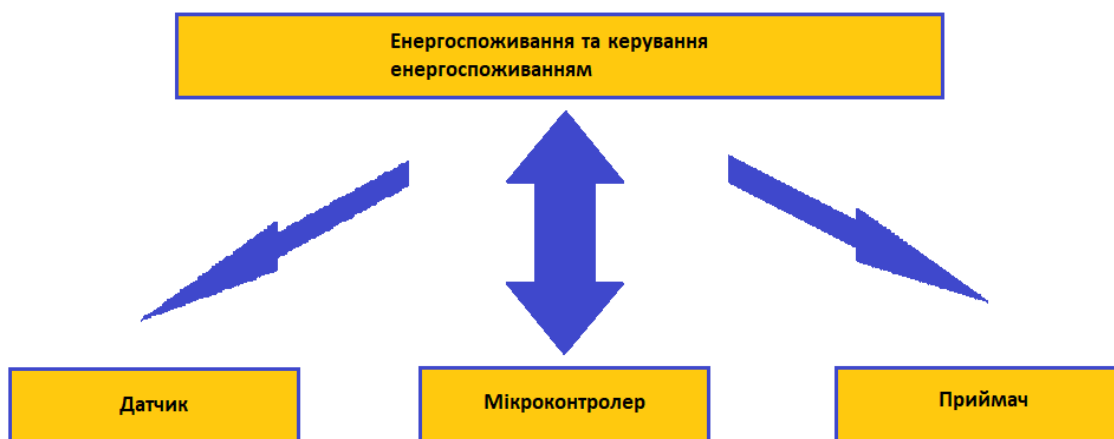 Енергоспоживання та керування
енергоспоживанням
Датчик
Мікроконтролер
Приймач